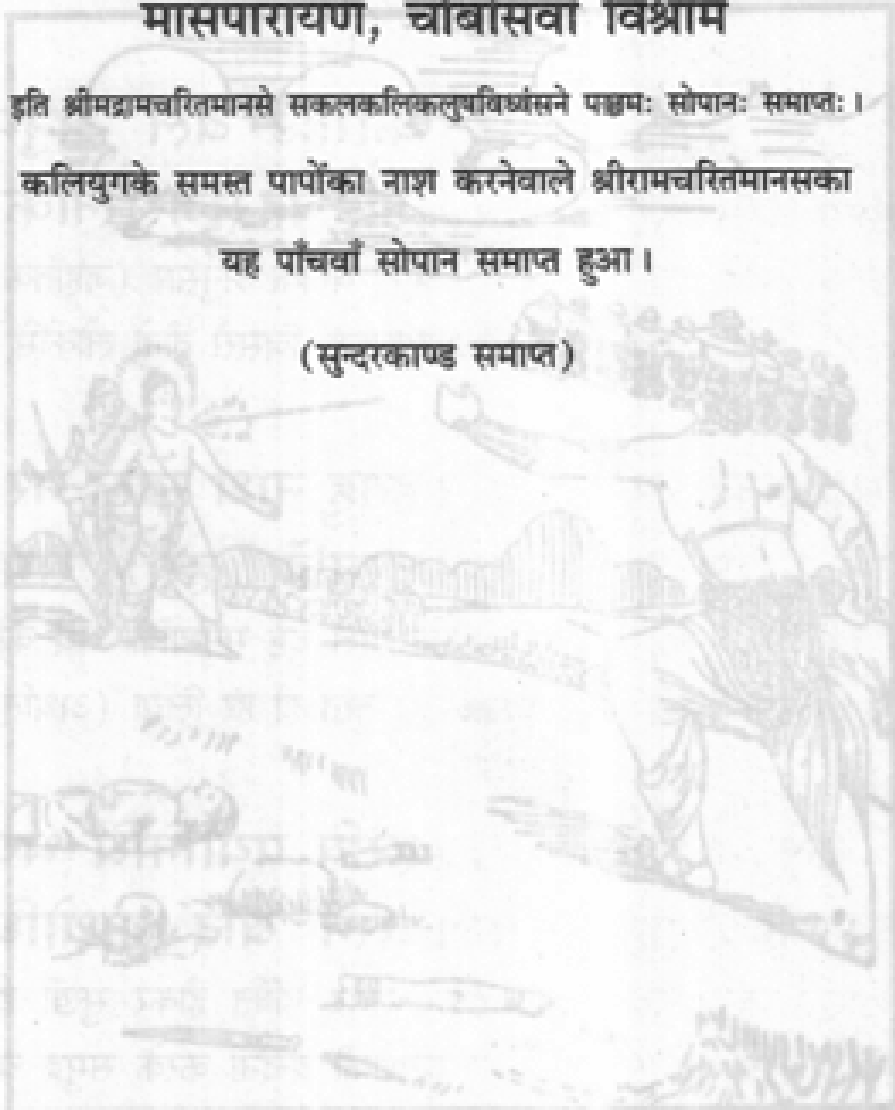 मासपारायण, चौबीसवाँ विश्राम
इति श्रीमद्रामचरितमानसे सकलकलिकलुषविध्वंसने पञ्चमः सोपानः समाप्तः।
कलियुगके समस्त पापोंका नाश करनेवाले श्रीरामचरितमानसका
यह पाँचवाँ सोपान समाप्त हुआ।
(सुन्दरकाण्ड समाप्त)